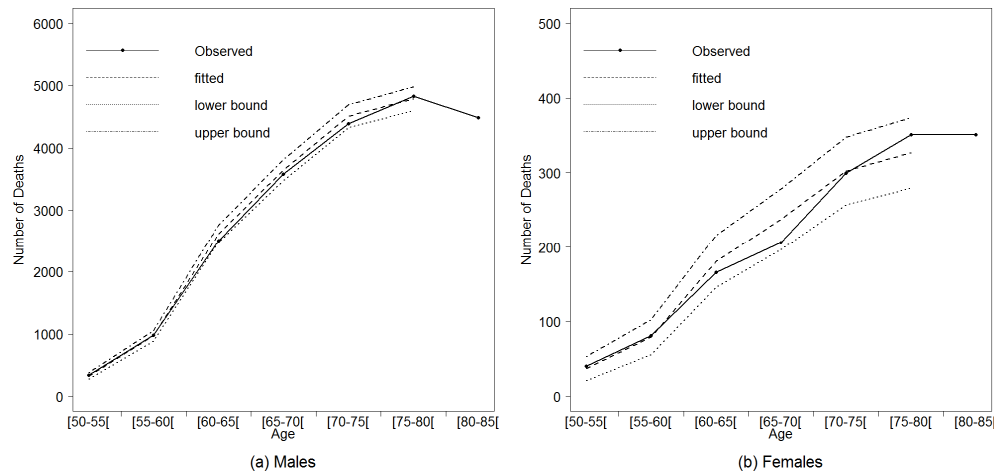 6000
5000
4000
3000
2000
1000
0
Number of Deaths
Observed
fitted
lower bound
upper bound
[50-55[ [55-60[ [60-65[ [65-70[ [70-75[ [75-80[ [80-85[
Age
(a) Males
500
400
300
200
100
0
Number of Deaths
Observed
fitted
lower bound
upper bound
[50-55[ [55-60[ [60-65[ [65-70[ [70-75[ [75-80[ [80-85[
Age
(b) Females